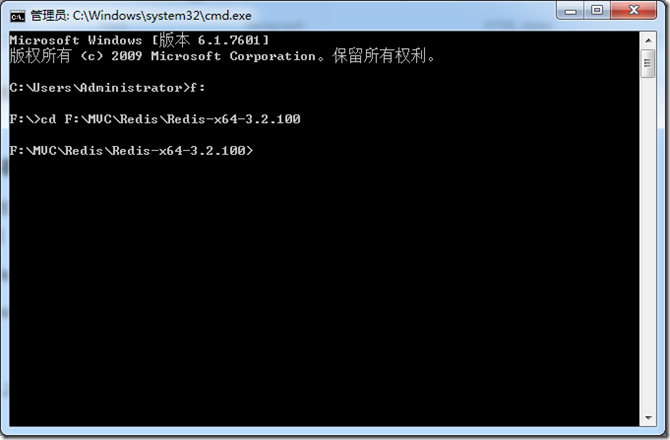 管理员: C:\Windows\system32\cmd.exe
Microsoft Windows [版本 6.1.7601]
版权所有 (c) 2009 Microsoft Corporation。保留所有权利。
C:\Users\Administrator>f:
F:\>cd F:\MVC\Redis\Redis-x64-3.2.100
F:\MVC\Redis\Redis-x64-3.2.100>